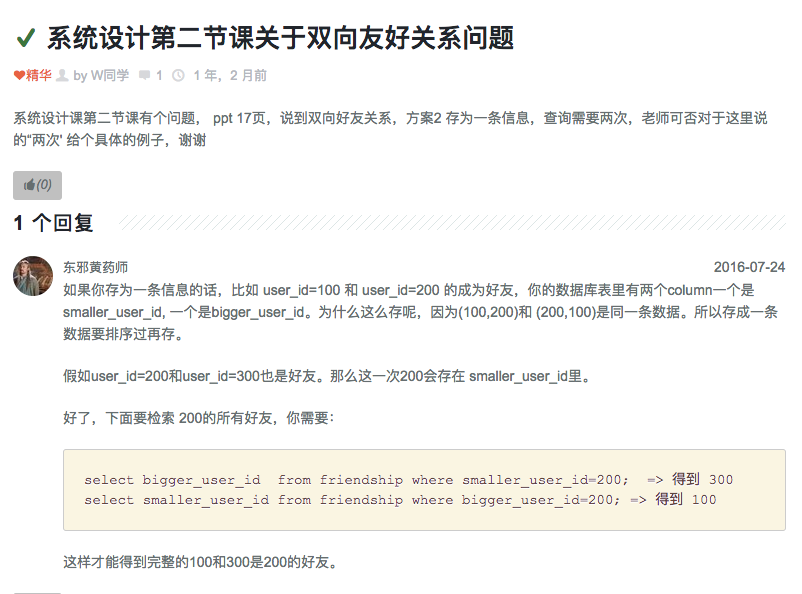 系统设计第二节课关于双向友好关系问题
精华 by W同学 1 1 年，2 月前
系统设计课第二节课有个问题， ppt 17页，说到双向好友关系，方案2 存为一条信息，查询需要两次，老师可否对于这里说
的“两次' 给个具体的例子，谢谢
(0)
1 个回复
东邪黄药师 2016-07-24
如果你存为一条信息的话，比如 user_id=100 和 user_id=200 的成为好友，你的数据库表里有两个column一个是
smaller_user_id, 一个是bigger_user_id。为什么这么存呢，因为(100,200)和 (200,100)是同一条数据。所以存成一条
数据要排序过再存。
假如user_id=200和user_id=300也是好友。那么这一次200会存在 smaller_user_id里。
好了，下面要检索 200的所有好友，你需要：
select bigger_user_id  from friendship where smaller_user_id=200;  => 得到 300
select smaller_user_id from friendship where bigger_user_id=200; => 得到 100
这样才能得到完整的100和300是200的好友。